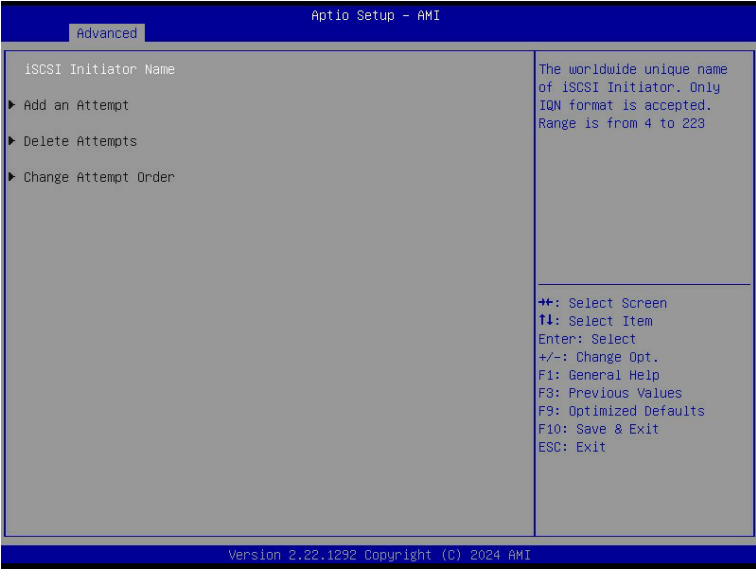 Aptio Setup – AMI
Advanced
iSCSI Initiator Name
▶ Add an Attempt
▶ Delete Attempts
▶ Change Attempt Order
The worldwide unique name
of iSCSI Initiator. Only
IQN format is accepted.
Range is from 4 to 223
→←: Select Screen
↑↓: Select Item
Enter: Select
+/-: Change Opt.
F1: General Help
F3: Previous Values
F9: Optimized Defaults
F10: Save & Exit
ESC: Exit
Version 2.22.1292 Copyright (C) 2024 AMI